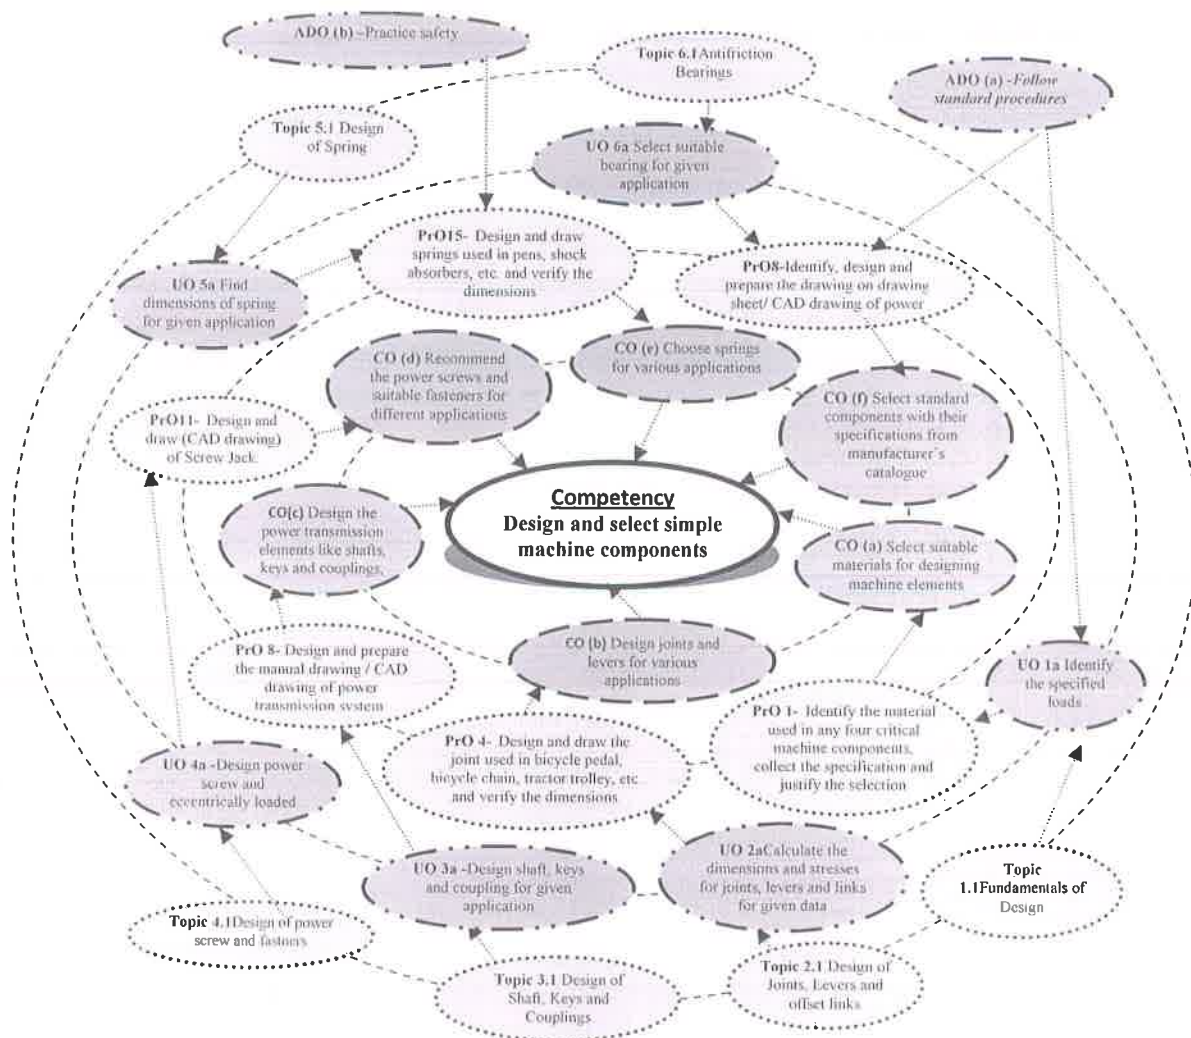 ADO (b) –Practice safety
Topic 6.1Antifriction
Bearings
ADO (a) -Follow
standard procedures
Topic 5.1 Design
of Spring
UO 6a Select suitable
bearing for given
application
PrO15- Design and draw
springs used in pens, shock
absorbers, etc. and verify the
dimensions
PrO8-Identify, design and
prepare the drawing on drawing
sheet/ CAD drawing of power
UO 5a Find
dimensions of spring
for given application
CO (d) Recommend
the power screws and
suitable fasteners for
different applications
CO (e) Choose springs
for various applications
CO (f) Select standard
components with their
specifications from
manufacturer's
catalogue
PrO11- Design and
draw (CAD drawing)
of Screw Jack.
Competency
Design and select simple
machine components
CO(c) Design the
power transmission
elements like shafts,
keys and couplings,
CO (a) Select suitable
materials for designing
machine elements
CO (b) Design joints and
levers for various
applications
PrO 8- Design and prepare
the manual drawing / CAD
drawing of power
transmission system
UO 1a Identify
the specified
loads
PrO 4- Design and draw the
joint used in bicycle pedal,
bicycle chain, tractor trolley, etc
and verify the dimensions
PrO 1- Identify the material
used in any four critical
machine components,
collect the specification and
justify the selection
UO 4a -Design power
screw and
eccentrically loaded
UO 3a -Design shaft, keys
and coupling for given
application
UO 2aCalculate the
dimensions and stresses
for joints, levers and links
for given data
Topic
1.1Fundamentals of
Design
Topic 4.1Design of power
screw and fastners
Topic 3.1 Design of
Shaft, Keys and
Couplings
Topic 2.1 Design of
Joints, Levers and
offset links